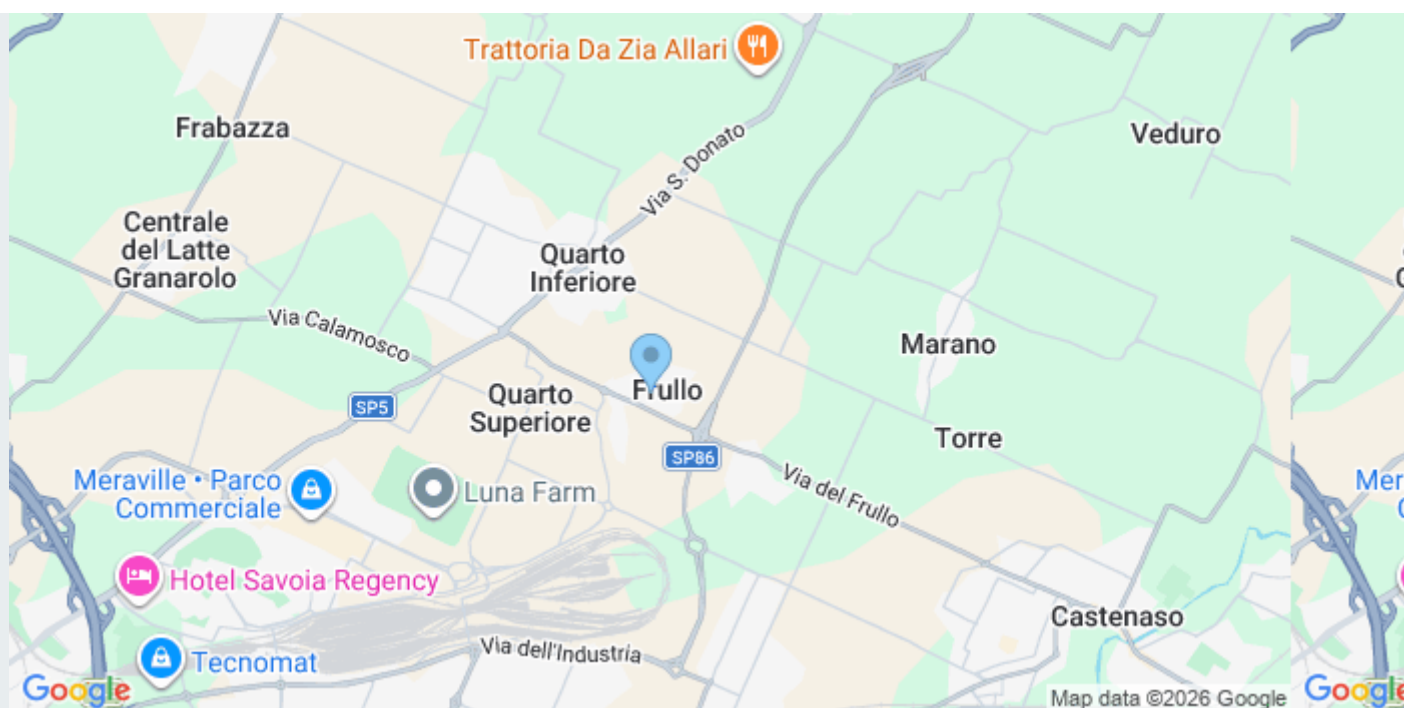 Trattoria Da Zia Allari
Frabazza
Veduro
Via S. Donato
Centrale
del Latte
Granarolo
Quarto
Inferiore
Via Calamosco
Marano
Frullo
Quarto
Superiore
SP5
Torre
SP86
Meraville • Parco
Commerciale
Luna Farm
Via del Frullo
Hotel Savoia Regency
Castenaso
Via dell'Industria
Tecnomat
Google
Map data ©2026 Google
Google
Mer